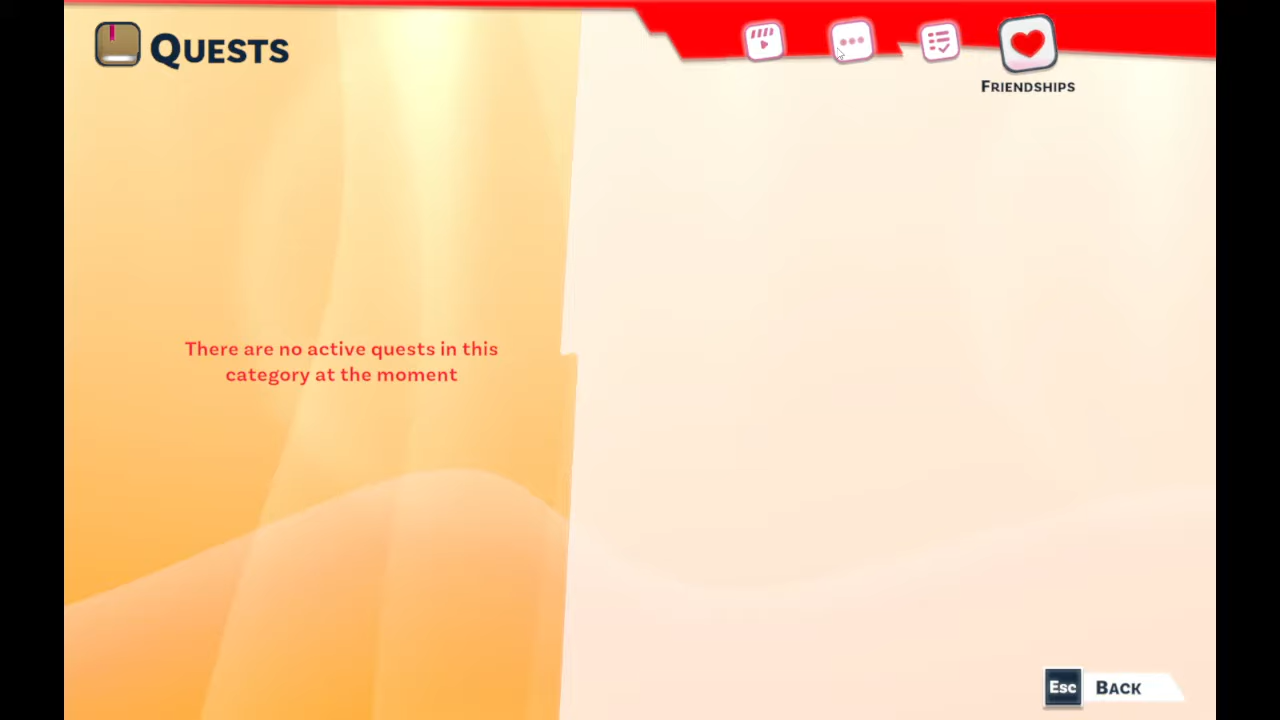 Quests
Friendships
There are no active quests in this
category at the moment
Esc Back